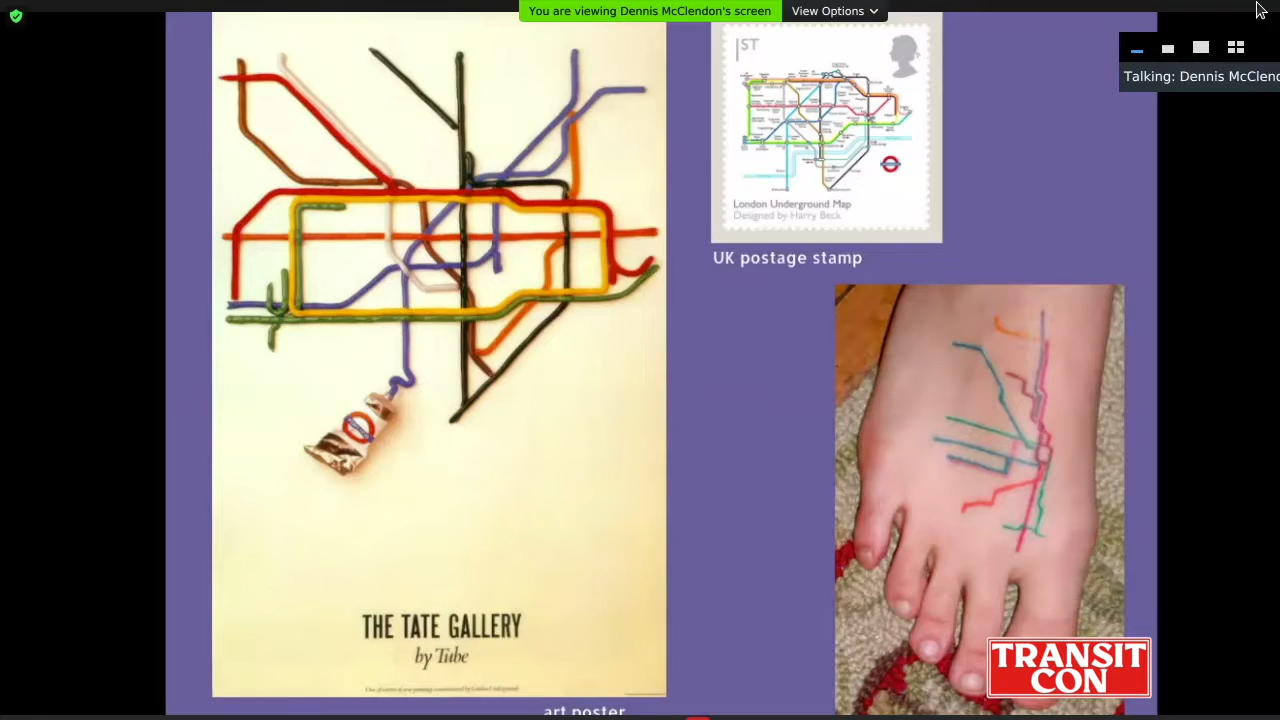 You are viewing Dennis McClendon's screen
View Options
Talking: Dennis McClend
1ST
London Underground Map
Designed by Harry Beck
UK postage stamp
THE TATE GALLERY
by Tube
art poster
TRANSIT
CON